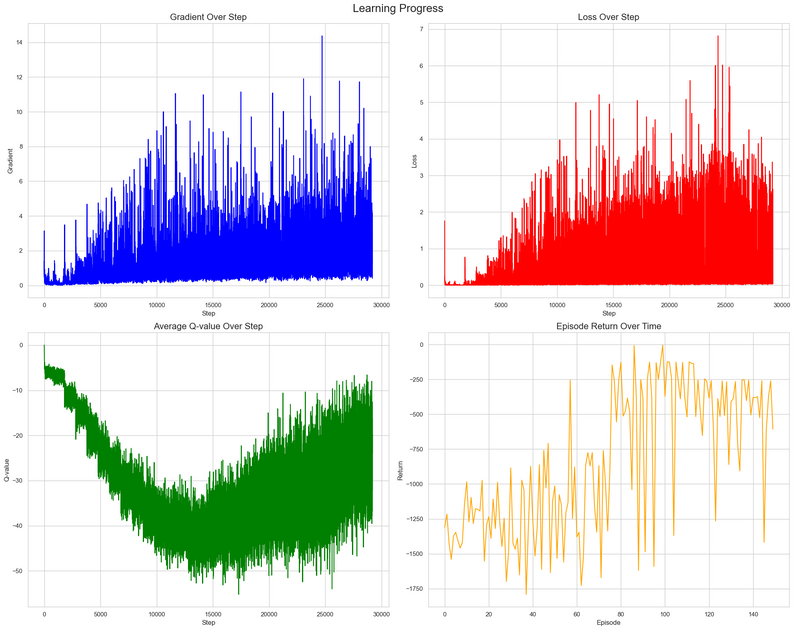 Learning Progress
Gradient Over Step
Gradient
14
12
10
8
6
4
2
0
0 5000 10000 15000 20000 25000 30000
Step
Loss Over Step
Loss
7
6
5
4
3
2
1
0
0 5000 10000 15000 20000 25000 30000
Step
Average Q-value Over Step
Q-value
0
−10
−20
−30
−40
−50
0 5000 10000 15000 20000 25000 30000
Step
Episode Return Over Time
Return
0
−250
−500
−750
−1000
−1250
−1500
−1750
0 20 40 60 80 100 120 140
Episode